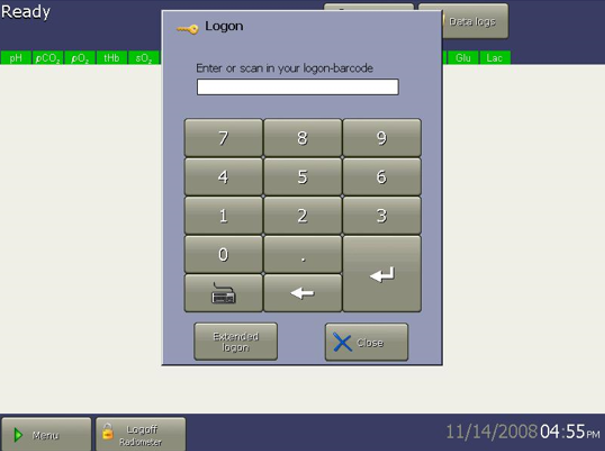 Ready
Logon
Data logs
pH pCO2 pO2 tHb sO2 Glu Lac
Enter or scan in your logon-barcode
7 8 9
4 5 6
1 2 3
0 .
Extended
logon
Close
Menu
Logoff
Radiometer
11/14/2008 04:55PM